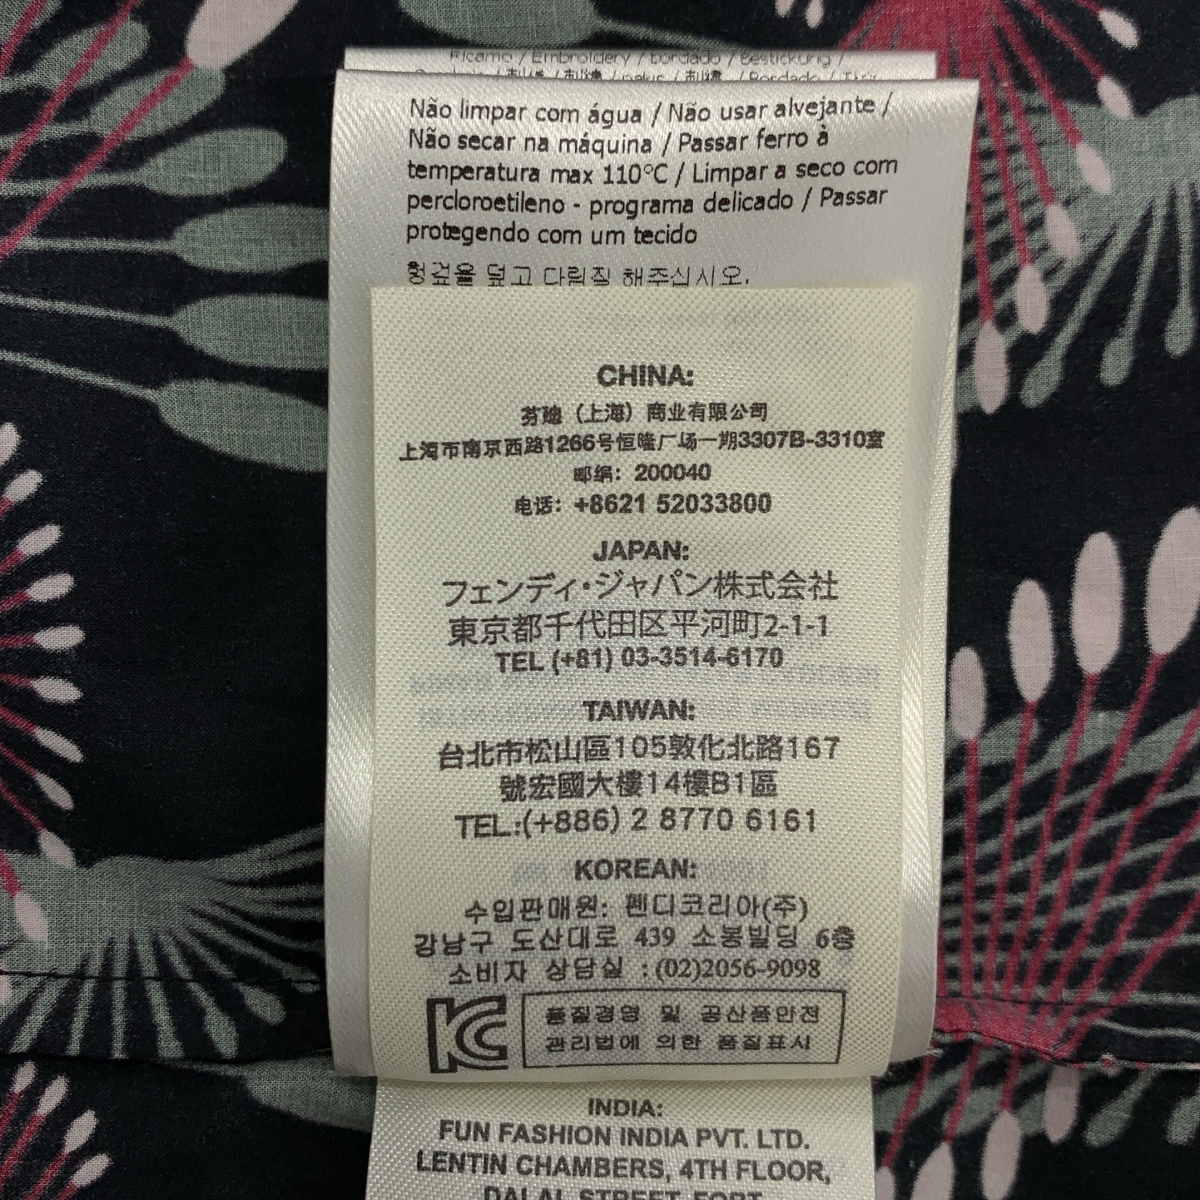 Ricamo / Embroidery / Bordado / Bestickung /
Não limpar com água / Não usar alvejante /
Não secar na máquina / Passar ferro à
temperatura max 110°C / Limpar a seco com
percloroetileno - programa delicado / Passar
protegendo com um tecido
헝겊을 덮고 다림질 해주십시오.
CHINA:
芬迪（上海）商业有限公司
上海市南京西路1266号恒隆广场一期3307B-3310室
邮编：200040
电话：+8621 52033800
JAPAN:
フェンディ・ジャパン株式会社
東京都千代田区平河町2-1-1
TEL (+81) 03-3514-6170
TAIWAN:
台北市松山區105敦化北路167
號宏國大樓14樓B1區
TEL.:(+886) 2 8770 6161
KOREAN:
수입판매원: 펜디코리아(주)
강남구 도산대로 439 소봉빌딩 6층
소비자 상담실 :(02)2056-9098
품질경영 및 공산품안전
관리법에 의한 품질표시
INDIA:
FUN FASHION INDIA PVT. LTD.
LENTIN CHAMBERS, 4TH FLOOR,
DALAL STREET, FORT